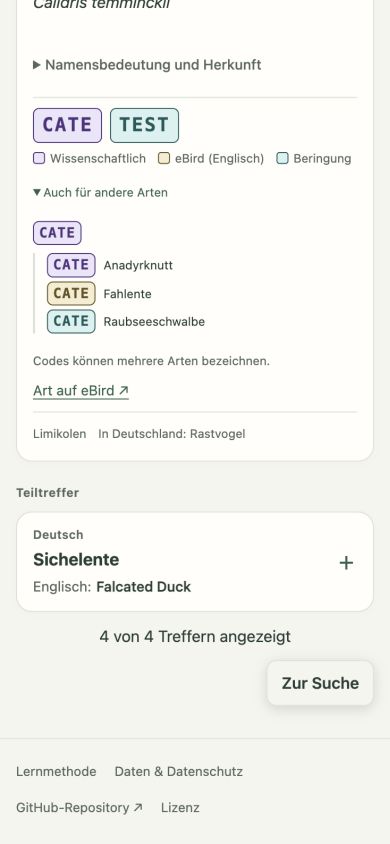 Calidris temminckii
▶ Namensbedeutung und Herkunft
CATE TEST
Wissenschaftlich eBird (Englisch) Beringung
▼ Auch für andere Arten
CATE
CATE Anadyrknutt
CATE Fahlente
CATE Raubseeschwalbe
Codes können mehrere Arten bezeichnen.
Art auf eBird ↗
Limikolen In Deutschland: Rastvogel
Teiltreffer
Deutsch
Sichelente
+
Englisch: Falcated Duck
4 von 4 Treffern angezeigt
Zur Suche
Lernmethode Daten & Datenschutz
GitHub-Repository ↗ Lizenz